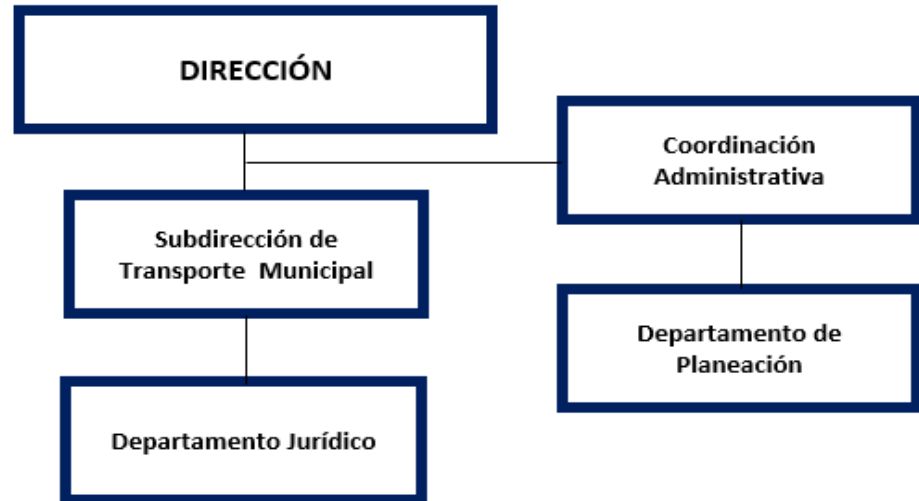 DIRECCIÓN
Coordinación
Administrativa
Subdirección de
Transporte Municipal
Departamento de
Planeación
Departamento Jurídico